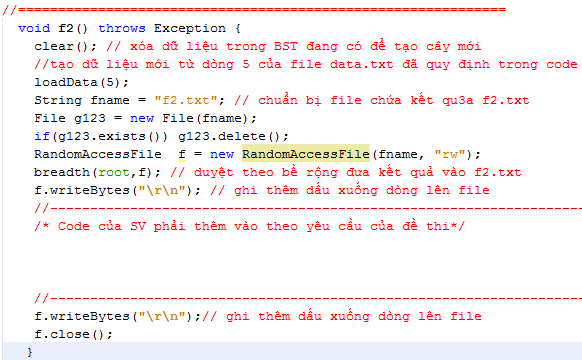 //==========================================================
void f2() throws Exception {
clear(); // xóa dữ liệu trong BST đang có để tạo cây mới
//tạo dữ liệu mới từ dòng 5 của file data.txt đã quy định trong code
loadData(5);
String fname = "f2.txt"; // chuẩn bị file chứa kết qu3a f2.txt
File g123 = new File(fname);
if(g123.exists()) g123.delete();
RandomAccessFile  f = new RandomAccessFile(fname, "rw");
breadth(root,f); // duyệt theo bề rộng đưa kết quả vào f2.txt
f.writeBytes("\r\n"); // ghi thêm dấu xuống dòng lên file
//----------------------------------------------------------------
/* Code của SV phải thêm vào theo yêu cầu của đề thi*/
//----------------------------------------------------------------
f.writeBytes("\r\n");// ghi thêm dấu xuống dòng lên file
f.close();
}